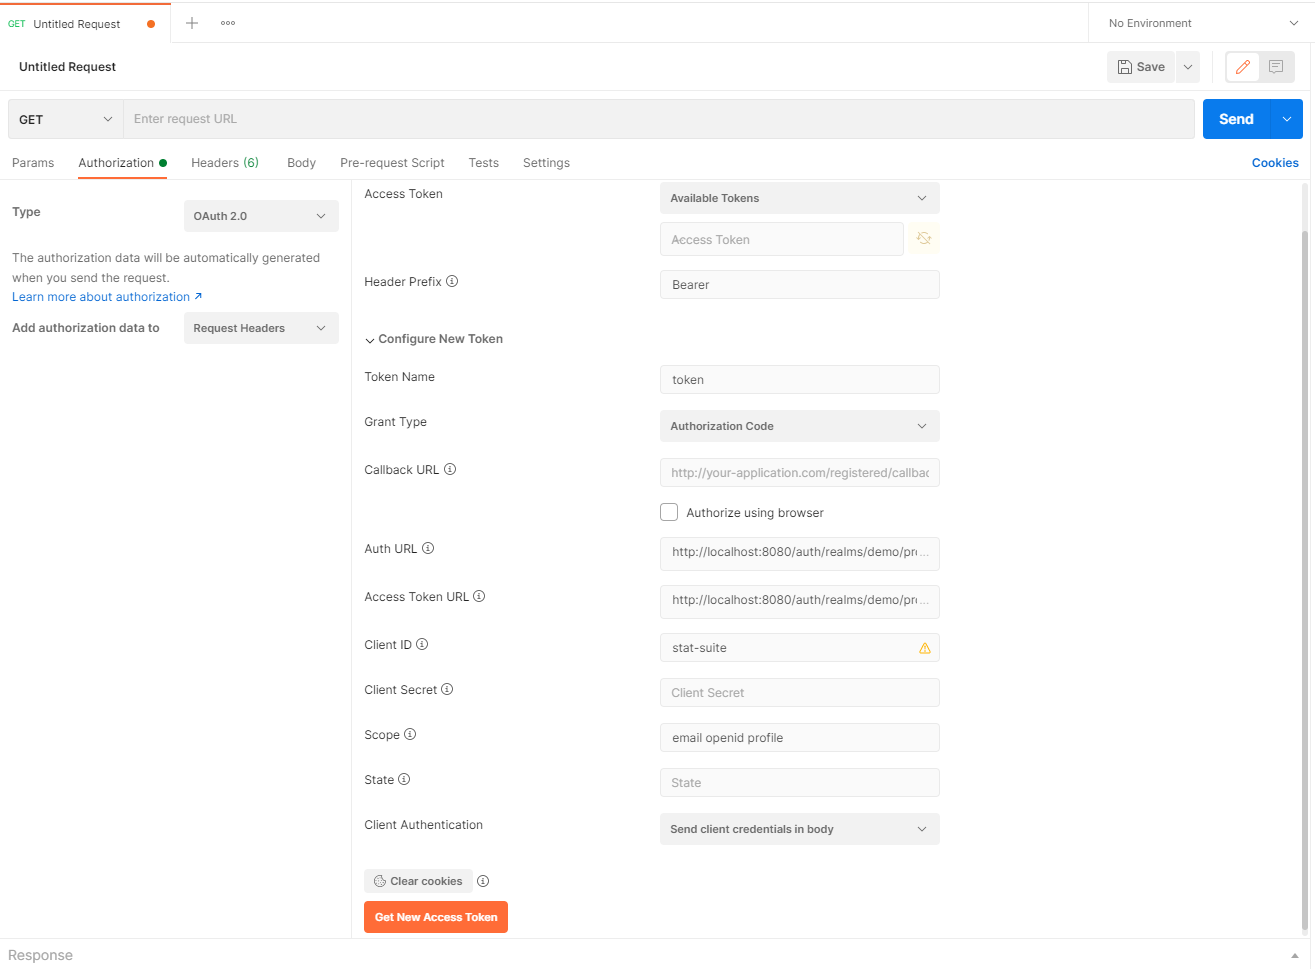 GET Untitled Request
No Environment
Untitled Request
Save
GET
Enter request URL
Send
Params
Authorization
Headers (6)
Body
Pre-request Script
Tests
Settings
Cookies
Type
OAuth 2.0
The authorization data will be automatically generated
when you send the request.
Learn more about authorization ↗
Add authorization data to
Request Headers
Access Token
Available Tokens
Access Token
Header Prefix
Bearer
Configure New Token
Token Name
token
Grant Type
Authorization Code
Callback URL
http://your-application.com/registered/callbac
Authorize using browser
Auth URL
http://localhost:8080/auth/realms/demo/pr...
Access Token URL
http://localhost:8080/auth/realms/demo/pr...
Client ID
stat-suite
Client Secret
Client Secret
Scope
email openid profile
State
State
Client Authentication
Send client credentials in body
Clear cookies
Get New Access Token
Response